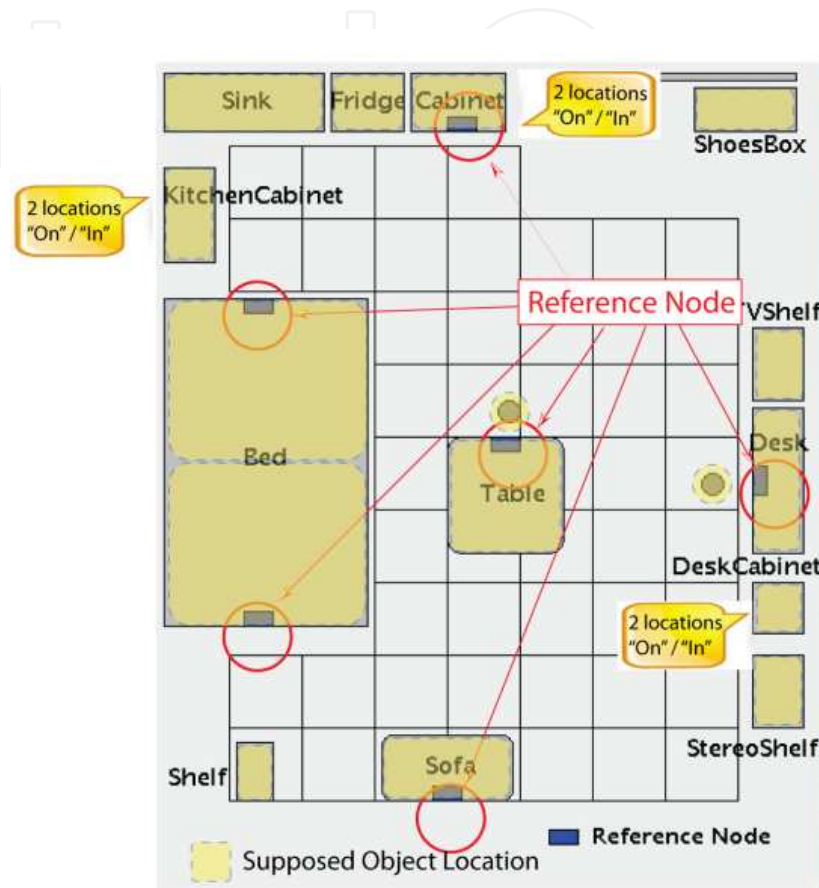 Sink
Fridge
Cabinet
2 locations
"On" / "In"
ShoesBox
2 locations
"On" / "In"
KitchenCabinet
Reference Node
VShelf
Bed
Table
Desk
DeskCabinet
2 locations
"On" / "In"
StereoShelf
Shelf
Sofa
Reference Node
Supposed Object Location